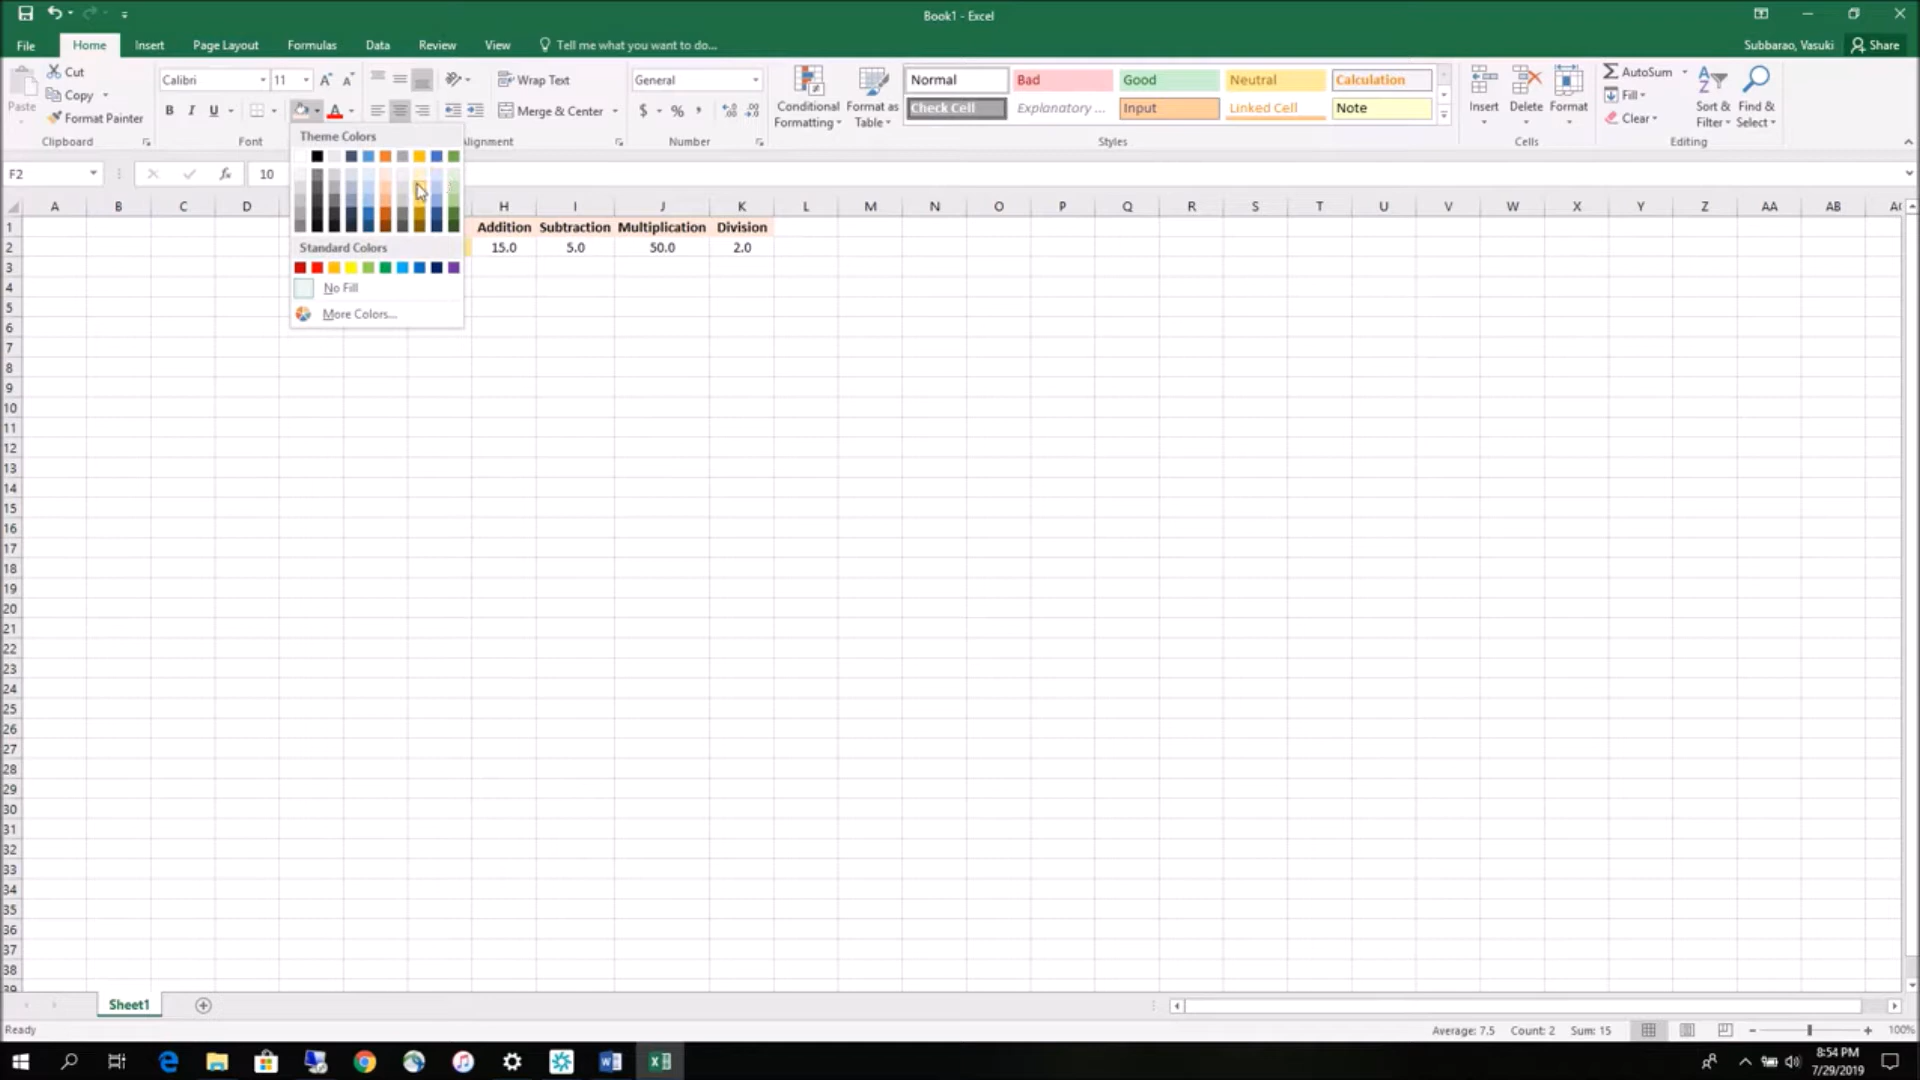 Book1 - Excel
File Home Insert Page Layout Formulas Data Review View Tell me what you want to do... Subbarao, Vasuki Share
Cut
Copy
Format Painter
Paste
Clipboard
Calibri 11
B I U A
Font
Wrap Text
Merge & Center
lignment
General
$ % ,
Number
Conditional Formatting
Format as Table
Normal Bad Good Neutral Calculation
Check Cell Explanatory ... Input Linked Cell Note
Styles
Insert Delete Format
Cells
AutoSum
Fill
Clear
Sort & Filter
Find & Select
Editing
F2 fx 10
Theme Colors
Standard Colors
No Fill
More Colors...
A B C D H I J K L M N O P Q R S T U V W X Y Z AA AB AC
1 Addition Subtraction Multiplication Division
2 15.0 5.0 50.0 2.0
3
4
5
6
7
8
9
10
11
12
13
14
15
16
17
18
19
20
21
22
23
24
25
26
27
28
29
30
31
32
33
34
35
36
37
38
39
Sheet1
Ready Average: 7.5 Count: 2 Sum: 15 100%
8:54 PM
7/29/2019